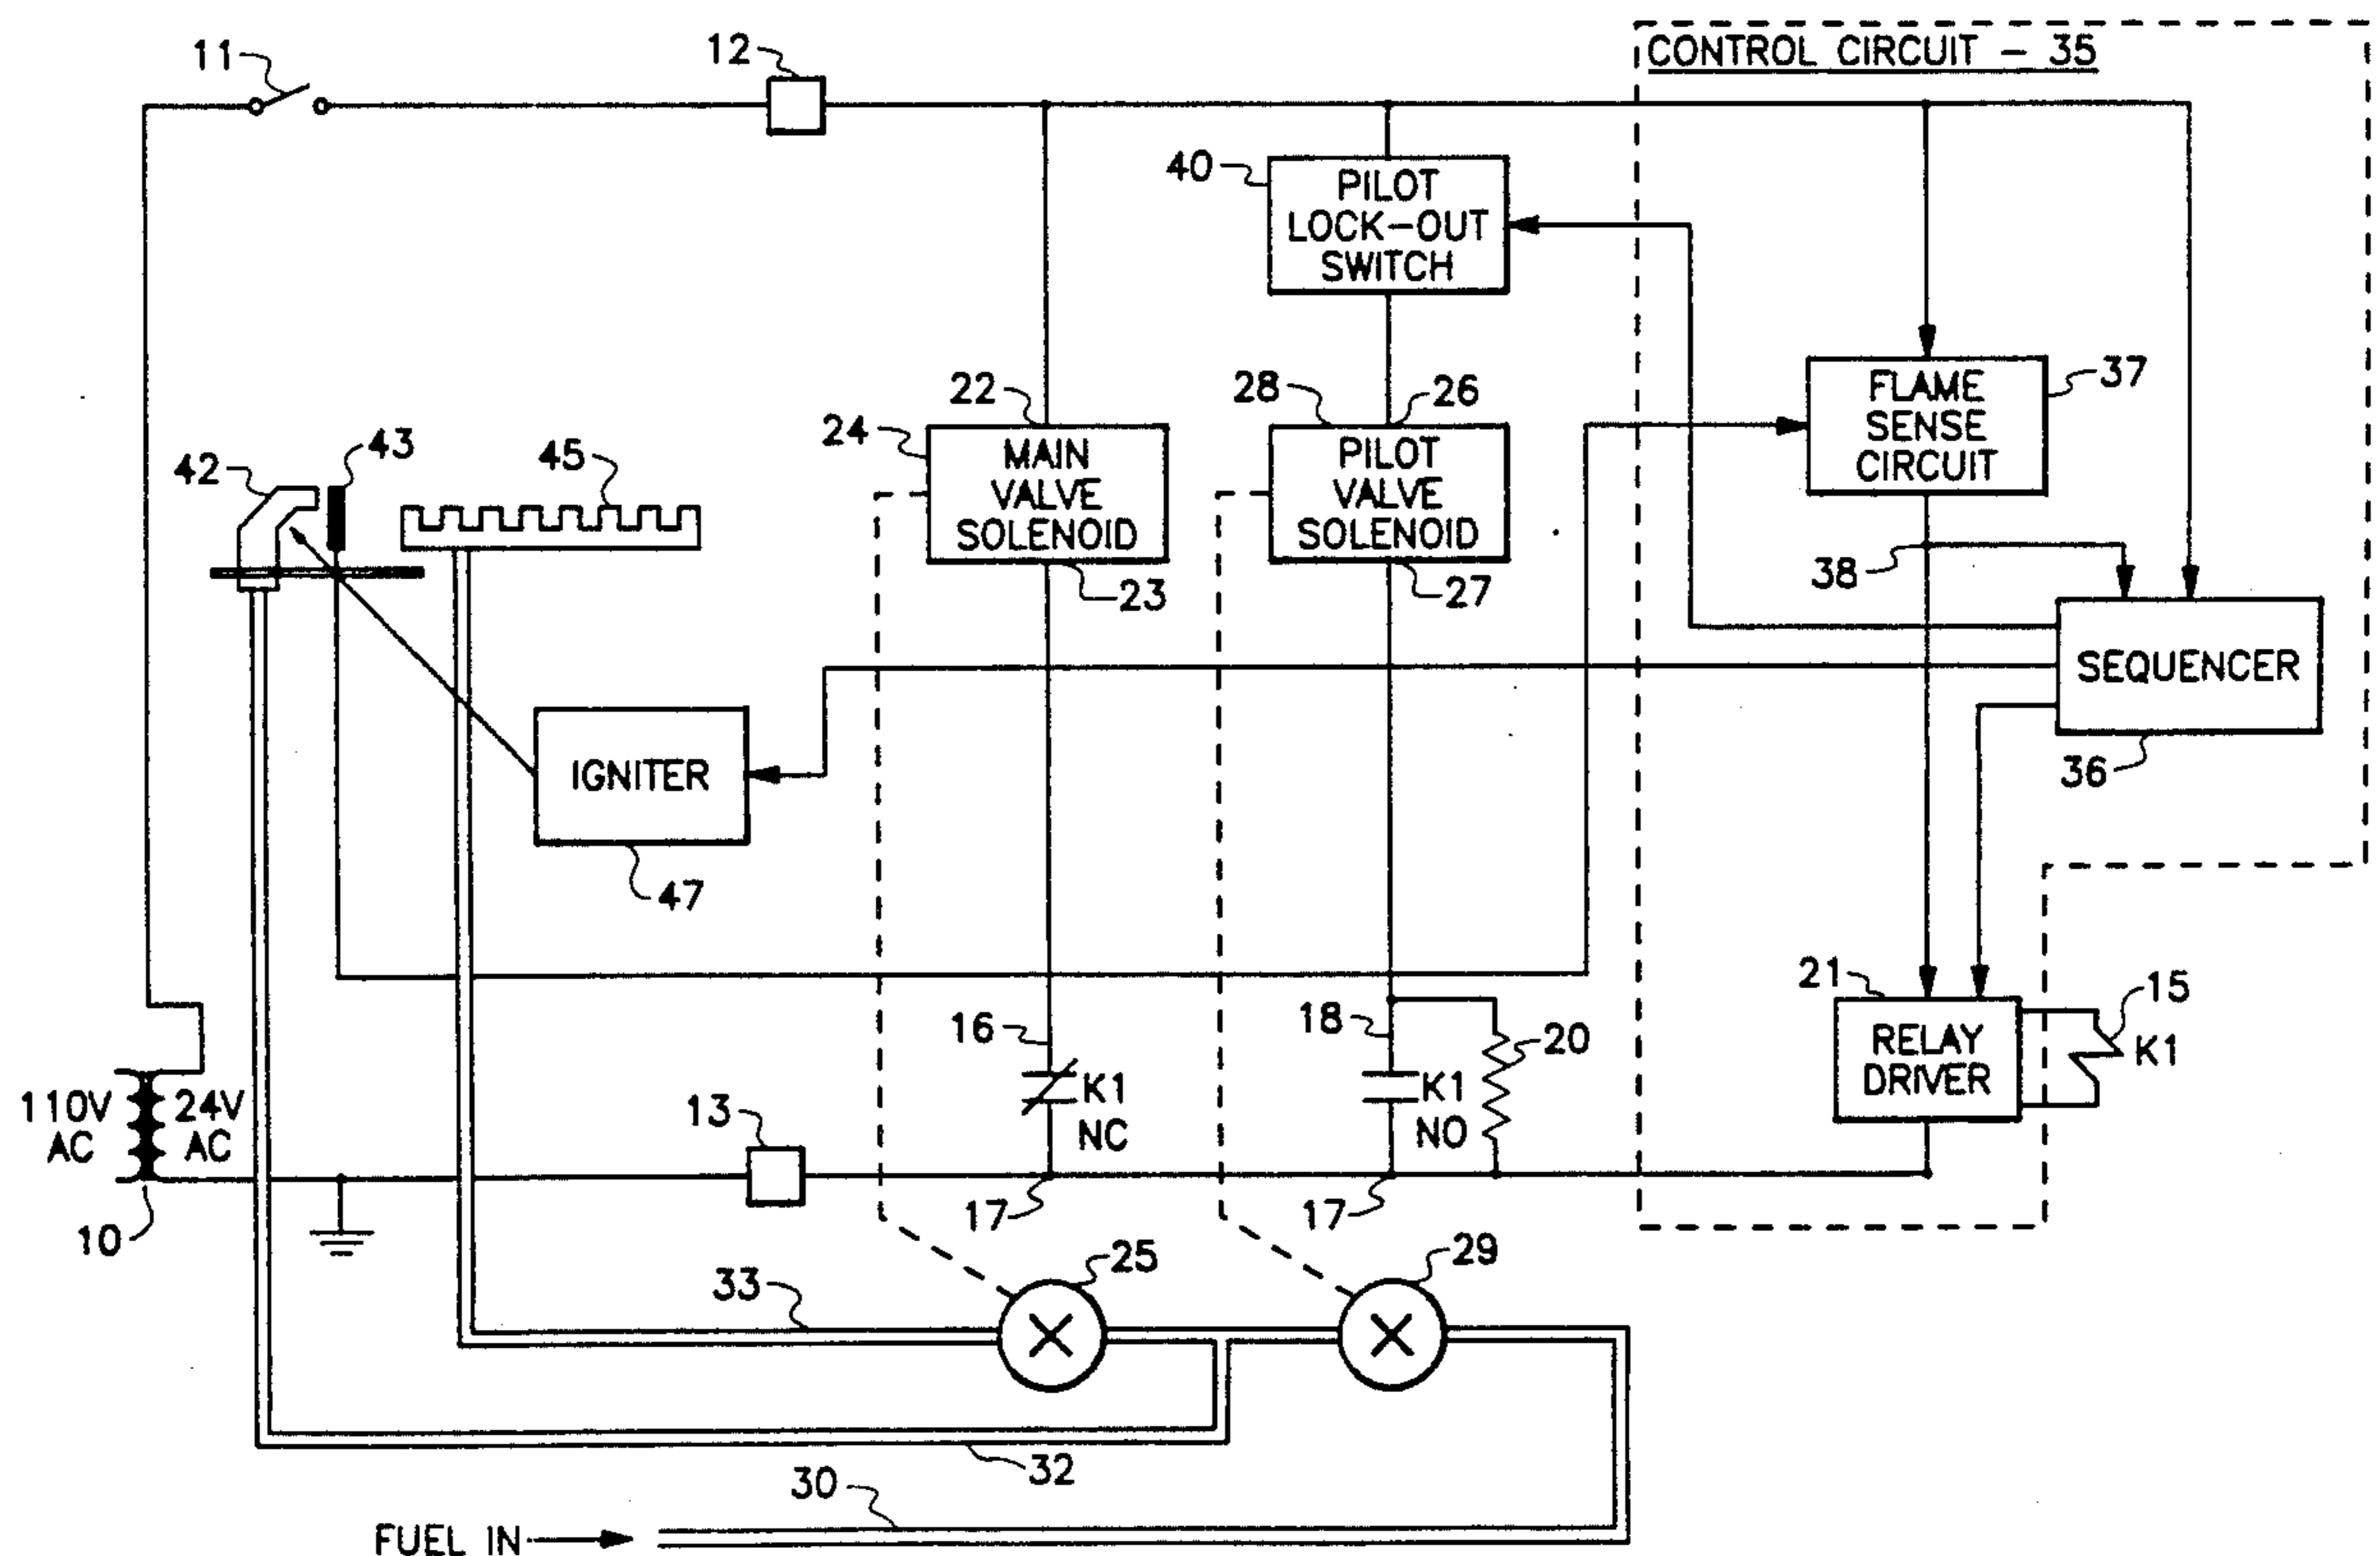 CONTROL CIRCUIT - 35
11
12
40
PILOT
LOCK-OUT
SWITCH
22
28
26
37
FLAME
SENSE
CIRCUIT
24
42
43
45
MAIN
VALVE
SOLENOID
PILOT
VALVE
SOLENOID
23
27
38
SEQUENCER
36
IGNITER
47
21
15
K1
RELAY
DRIVER
16
18
20
K1
NC
K1
NO
110V
AC
24V
AC
13
10
17
17
25
29
33
32
30
FUEL IN